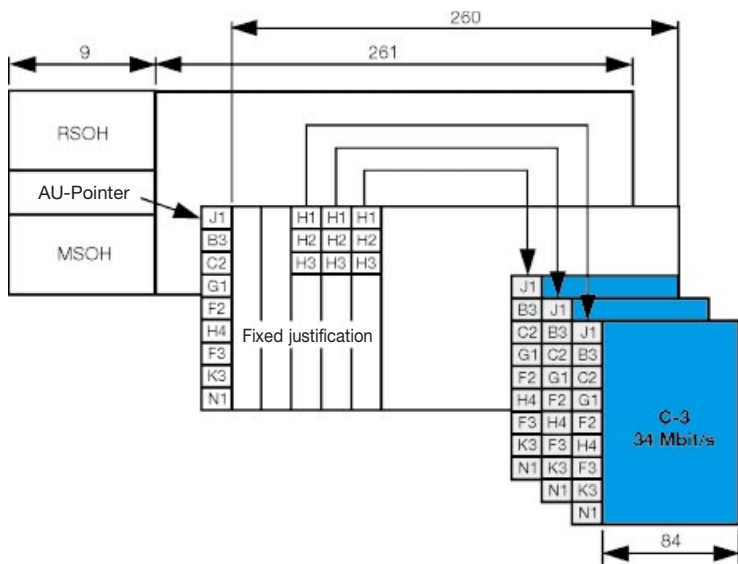 260
9
261
RSOH
AU-Pointer
MSOH
J1
B3
C2
G1
F2
H4
F3
K3
N1
H1 H1 H1
H2 H2 H2
H3 H3 H3
Fixed justification
J1
B3
C2
G1
F2
H4
F3
K3
N1
J1
B3
C2
G1
F2
H4
F3
K3
N1
J1
B3
C2
G1
F2
H4
F3
K3
N1
C-3
34 Mbit/s
84